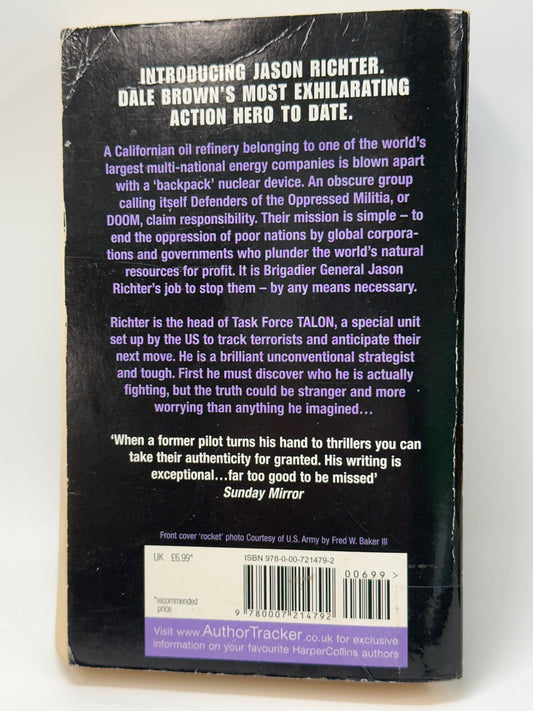 INTRODUCING JASON RICHTER.
DALE BROWN'S MOST EXHILARATING
ACTION HERO TO DATE.
A Californian oil refinery belonging to one of the world's
largest multi-national energy companies is blown apart
with a 'backpack' nuclear device. An obscure group
calling itself Defenders of the Oppressed Militia, or
DOOM, claim responsibility. Their mission is simple – to
end the oppression of poor nations by global corpora-
tions and governments who plunder the world's natural
resources for profit. It is Brigadier General Jason
Richter's job to stop them – by any means necessary.
Richter is the head of Task Force TALON, a special unit
set up by the US to track terrorists and anticipate their
next move. He is a brilliant unconventional strategist
and tough. First he must discover who he is actually
fighting, but the truth could be stranger and more
worrying than anything he imagined...
'When a former pilot turns his hand to thrillers you can
take their authenticity for granted. His writing is
exceptional...far too good to be missed'
Sunday Mirror
Front cover 'rocket' photo Courtesy of U.S. Army by Fred W. Baker III
UK £6.99*
*recommended
price
ISBN 978-0-00-721479-2
00699 >
9 780007 214792
Visit www.AuthorTracker.co.uk for exclusive
information on your favourite HarperCollins authors